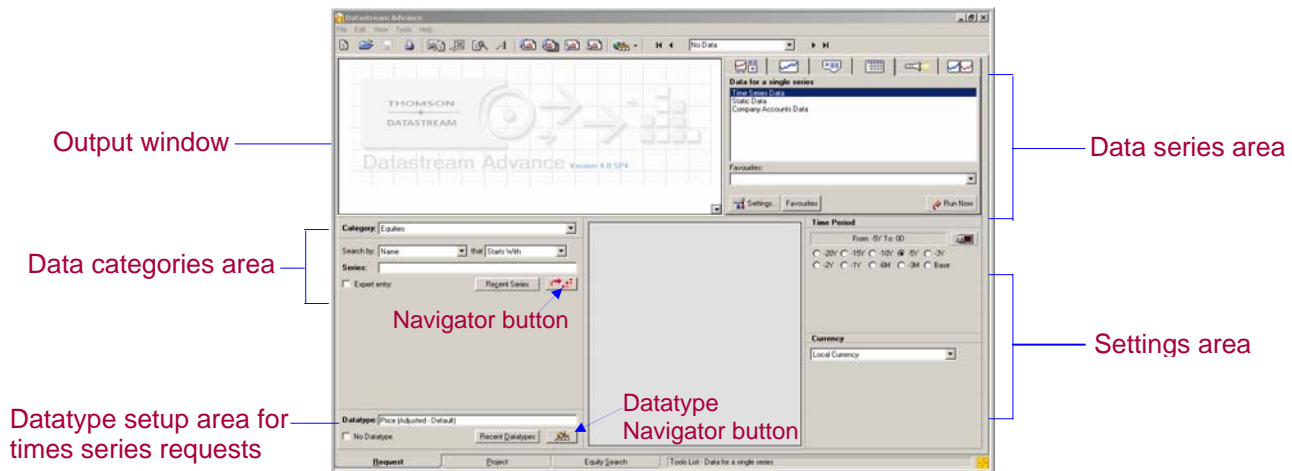 Datastream Advance
File Edit View Tools Help
No Data
THOMSON
DATASTREAM
Datastream Advance Version 4.0 SP4
Data for a single series
Time Series Data
Static Data
Company Accounts Data
Favourites:
Settings... Favourites Run Now
Output window
Data series area
Category: Equities
Search by: Name that Starts With
Series:
Expert entry: Recent Series
Data categories area
Navigator button
Time Period
From: -5Y To: 0D
-20Y -15Y -10Y -5Y -3Y
-2Y -1Y -6M -3M Base
Currency
Local Currency
Settings area
Datatype setup area for
times series requests
Datatype: Price (Adjusted - Default)
No Datatype Recent Datatypes
Datatype
Navigator button
Request Project Equity Search Tools List - Data for a single series